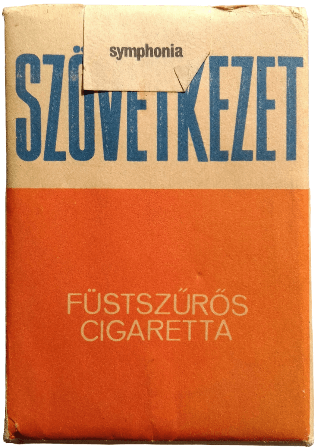 symphonia
SZÖVETKEZET
FÜSTSZŰRŐS
CIGARETTA